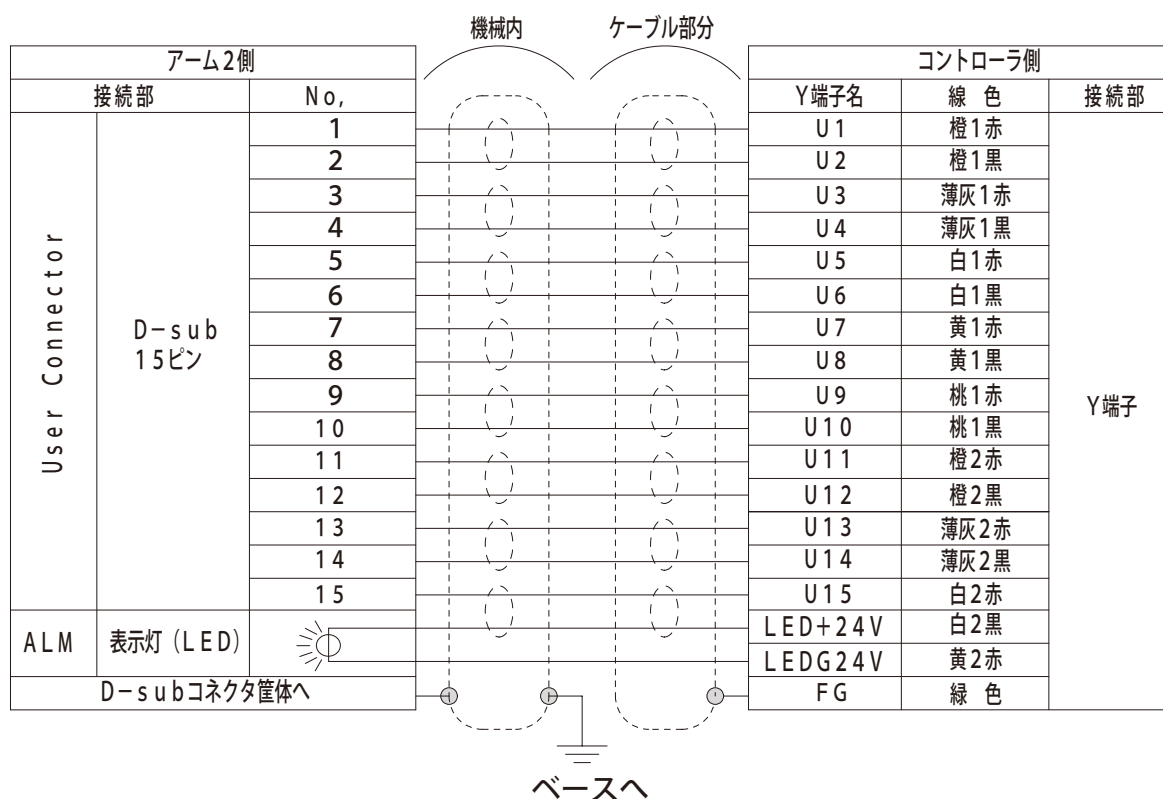 機械内 ケーブル部分
アーム2側 コントローラ側
接続部 No, Y端子名 線 色 接続部
1 U1 橙1赤
2 U2 橙1黒
3 U3 薄灰1赤
4 U4 薄灰1黒
5 U5 白1赤
6 U6 白1黒
7 U7 黄1赤
8 U8 黄1黒
9 U9 桃1赤
10 U10 桃1黒
11 U11 橙2赤
12 U12 橙2黒
13 U13 薄灰2赤
14 U14 薄灰2黒
15 U15 白2赤
User Connector
D−sub
15ピン
Y端子
LED+24V 白2黒
ALM 表示灯(LED)
LEDG24V 黄2赤
D−subコネクタ筐体へ FG 緑 色
ベースへ